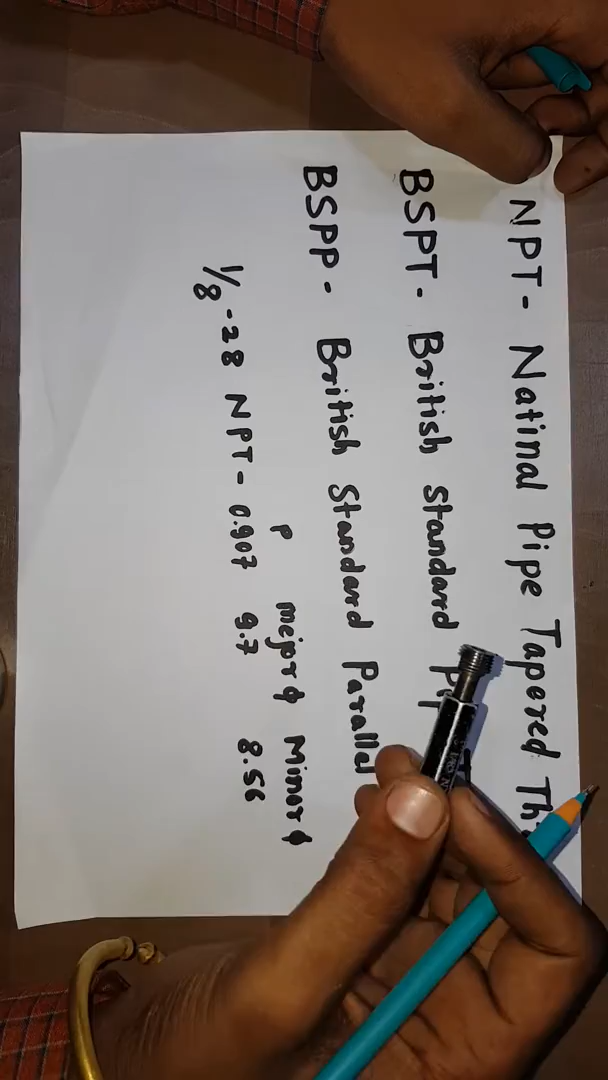 NPT - Natinal Pipe Tapered Th
BSPT - British Standard
BSPP - British Standard Parallel
P Mejor ϕ Minor ϕ
1/8 - 28 NPT - 0.907 9.7 8.56